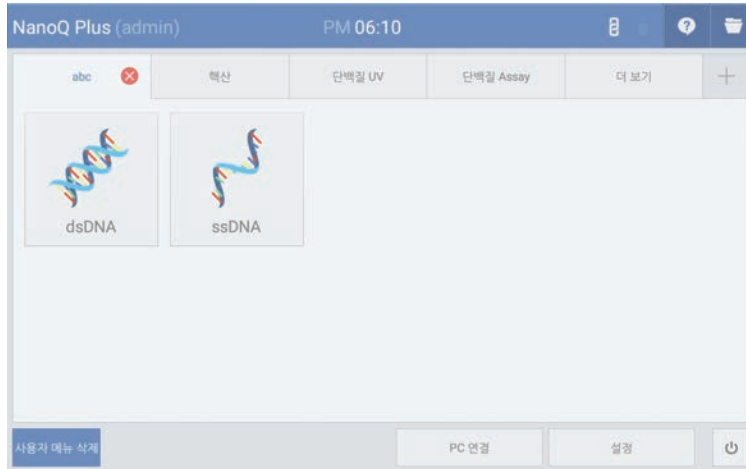 NanoQ Plus (admin)
PM 06:10
abc
핵산
단백질 UV
단백질 Assay
더 보기
dsDNA
ssDNA
사용자 메뉴 삭제
PC 연결
설정